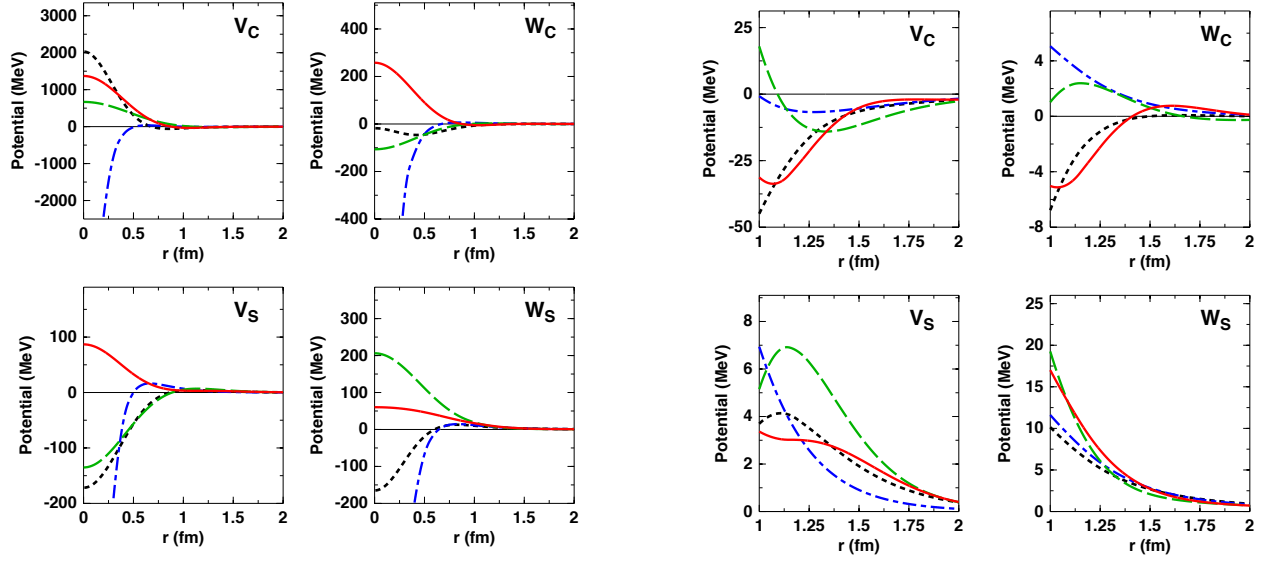 V_C
Potential (MeV)
3000
2000
1000
0
-1000
-2000
0 0.5 1 1.5 2
r (fm)
W_C
Potential (MeV)
400
200
0
-200
-400
0 0.5 1 1.5 2
r (fm)
V_C
Potential (MeV)
25
0
-25
-50
1 1.25 1.5 1.75 2
r (fm)
W_C
Potential (MeV)
4
0
-4
-8
1 1.25 1.5 1.75 2
r (fm)
V_S
Potential (MeV)
100
0
-100
-200
0 0.5 1 1.5 2
r (fm)
W_S
Potential (MeV)
300
200
100
0
-100
-200
0 0.5 1 1.5 2
r (fm)
V_S
Potential (MeV)
8
6
4
2
0
1 1.25 1.5 1.75 2
r (fm)
W_S
Potential (MeV)
25
20
15
10
5
0
1 1.25 1.5 1.75 2
r (fm)